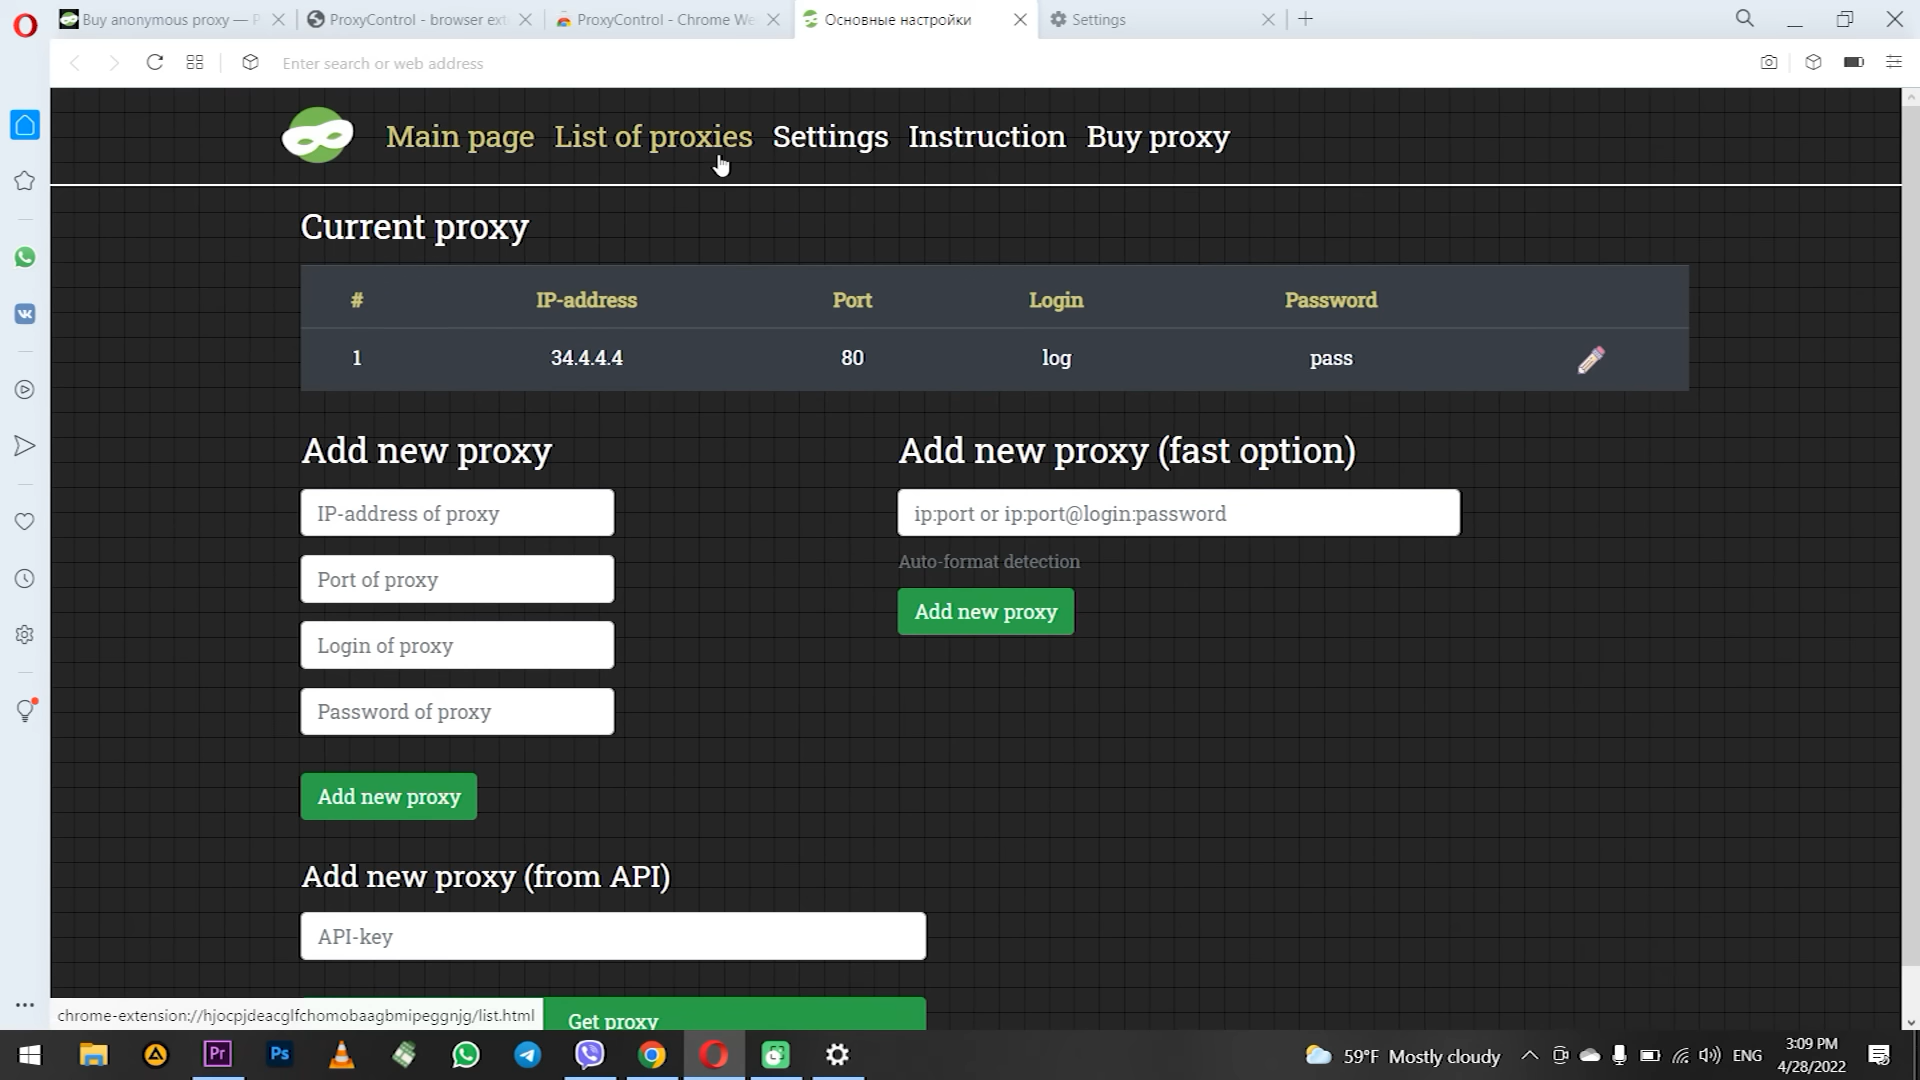 Buy anonymous proxy — P
ProxyControl - browser ext
ProxyControl - Chrome We
Основные настройки
Settings
Enter search or web address
Main page List of proxies Settings Instruction Buy proxy
Current proxy
# IP-address Port Login Password
1 34.4.4.4 80 log pass
Add new proxy
Add new proxy (fast option)
IP-address of proxy
ip:port or ip:port@login:password
Port of proxy
Auto-format detection
Add new proxy
Login of proxy
Password of proxy
Add new proxy
Add new proxy (from API)
API-key
chrome-extension://hjocpjdeacglfchomobaagbmipeggnjg/list.html
Get proxy
Pr
Ps
59°F Mostly cloudy
ENG
3:09 PM
4/28/2022